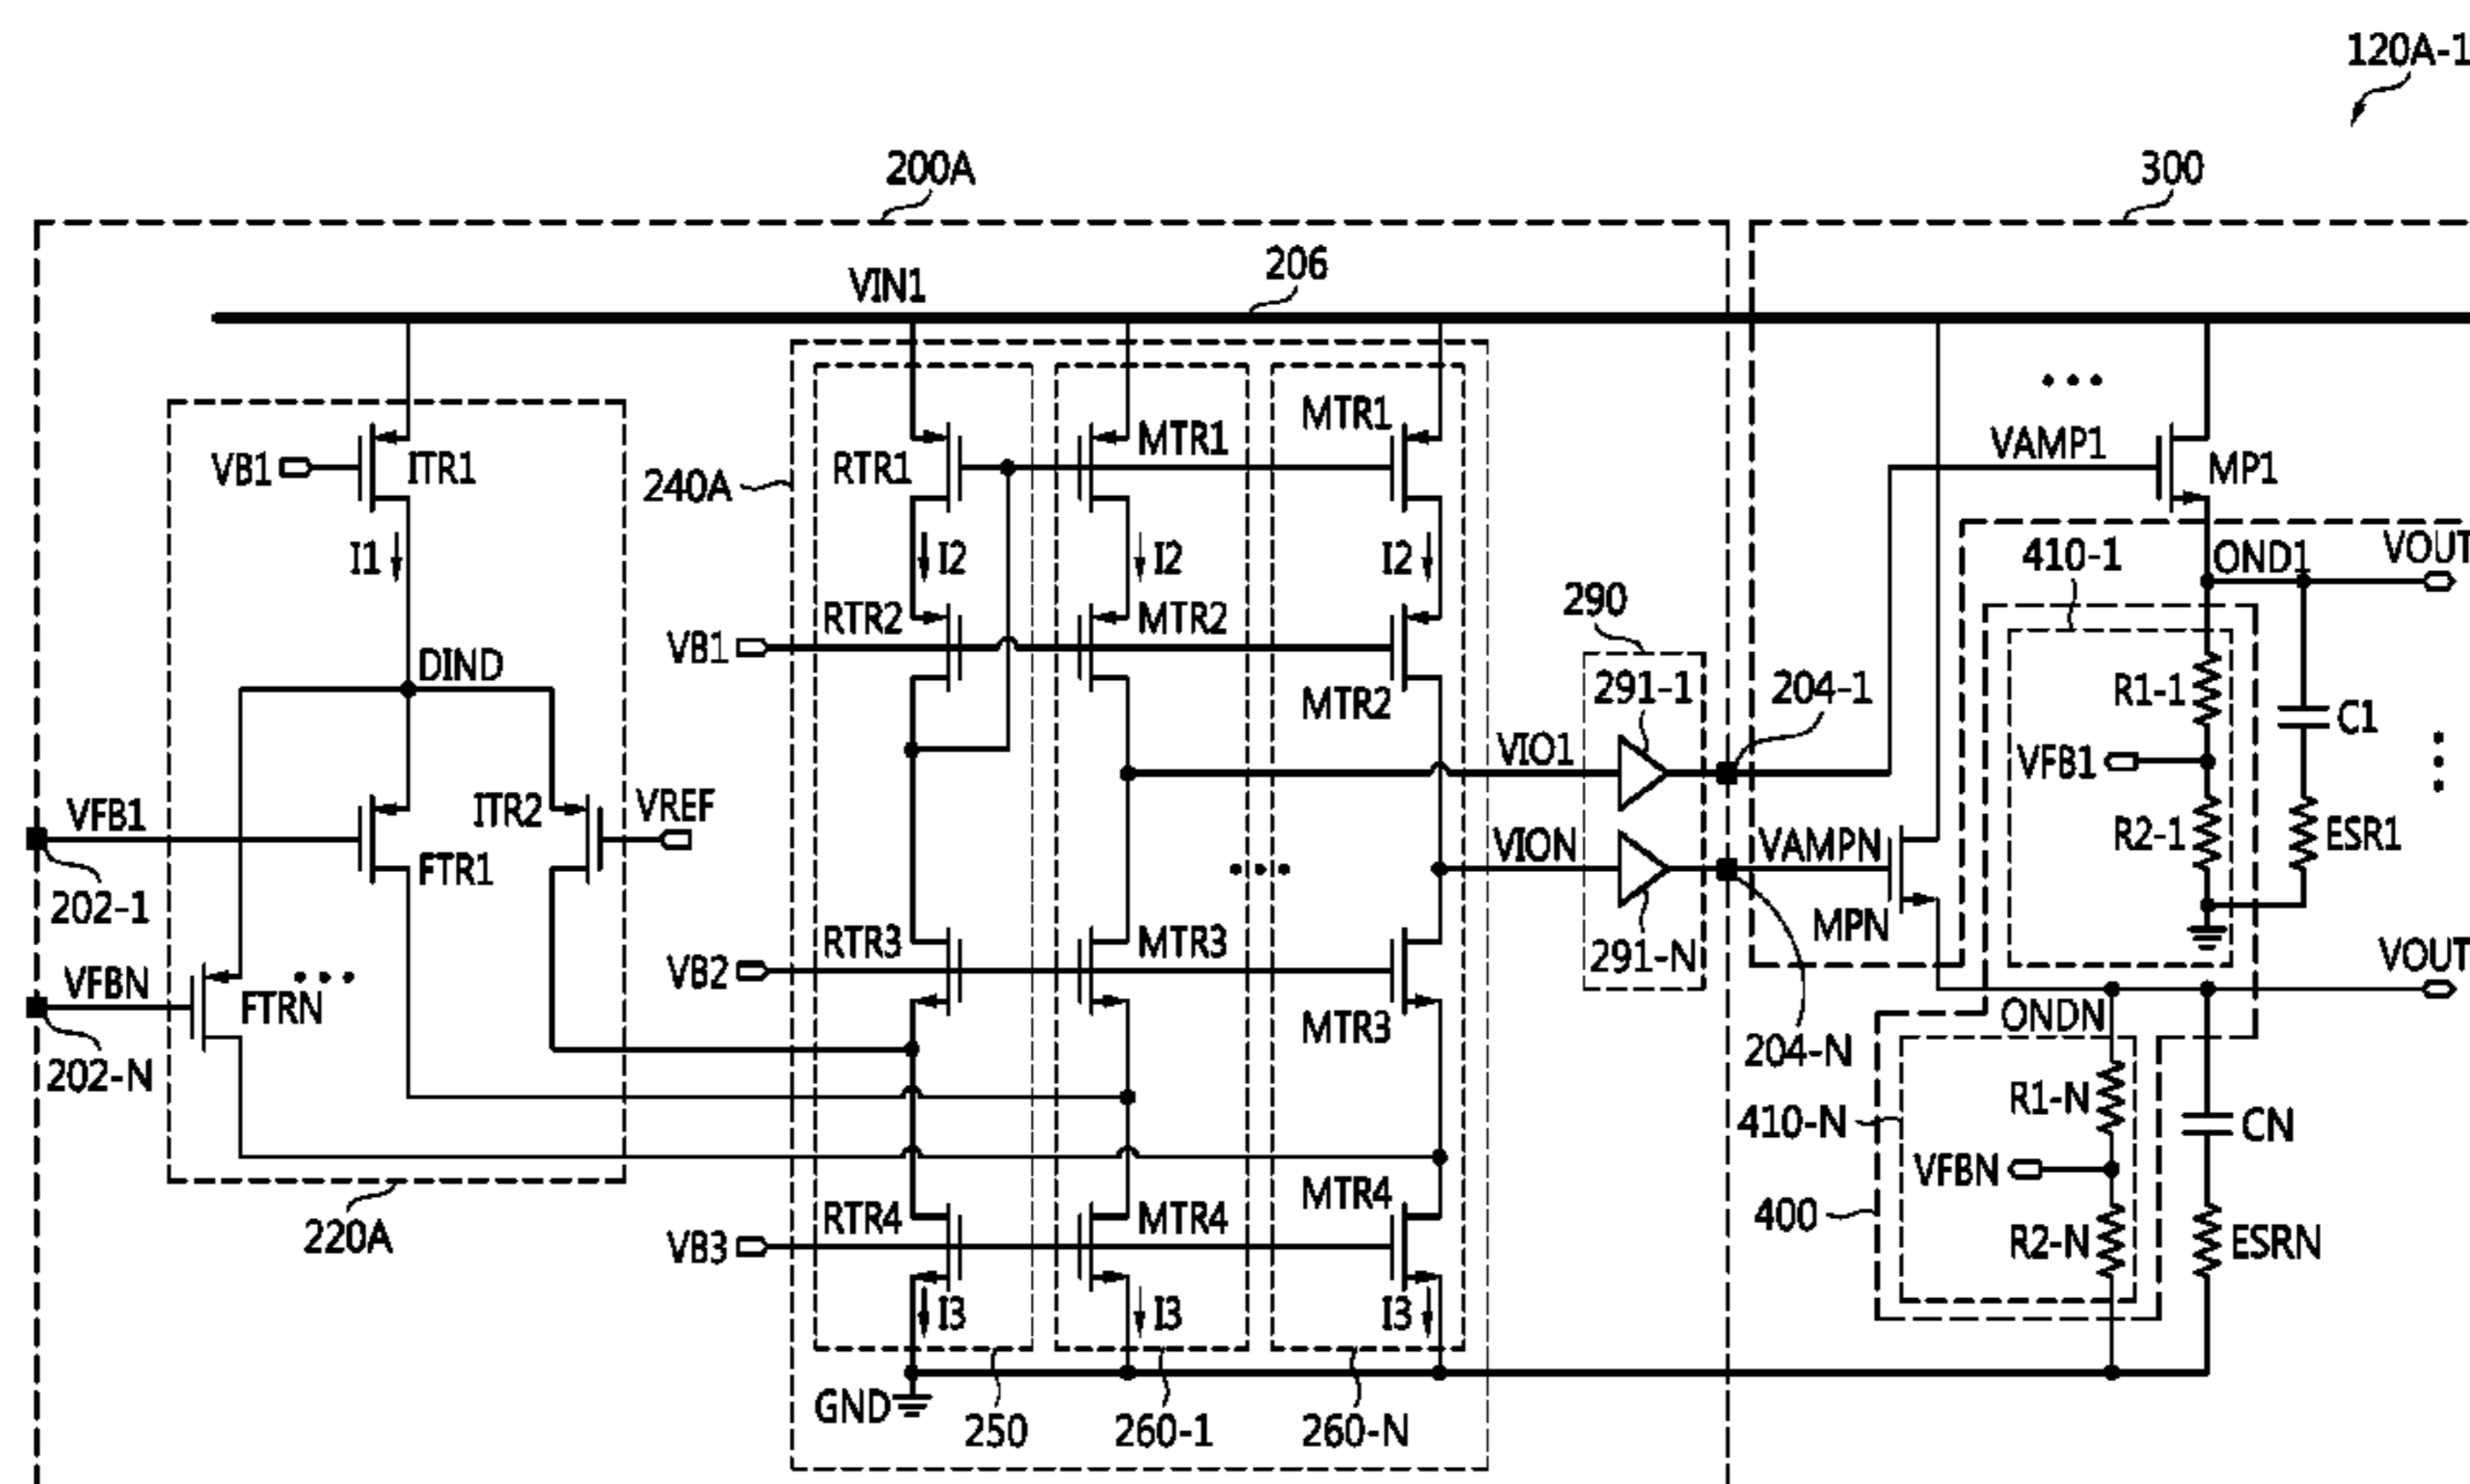 120A-1
200A
300
206
VIN1
MTR1
MTR1
VAMP1
VB1
ITR1
RTR1
MP1
240A
I1
I2
I2
I2
410-1
OND1
VOUT
290
RTR2
MTR2
VB1
DIND
291-1
204-1
MTR2
R1-1
C1
VIO1
VFB1
VFB1
ITR2
VREF
VION
VAMPN
R2-1
ESR1
FTR1
202-1
MPN
RTR3
MTR3
291-N
VOUT
VB2
VFBN
FTRN
MTR3
ONDN
204-N
202-N
R1-N
410-N
CN
VFBN
MTR4
RTR4
MTR4
400
220A
VB3
R2-N
ESRN
I3
I3
I3
GND
250
260-1
260-N